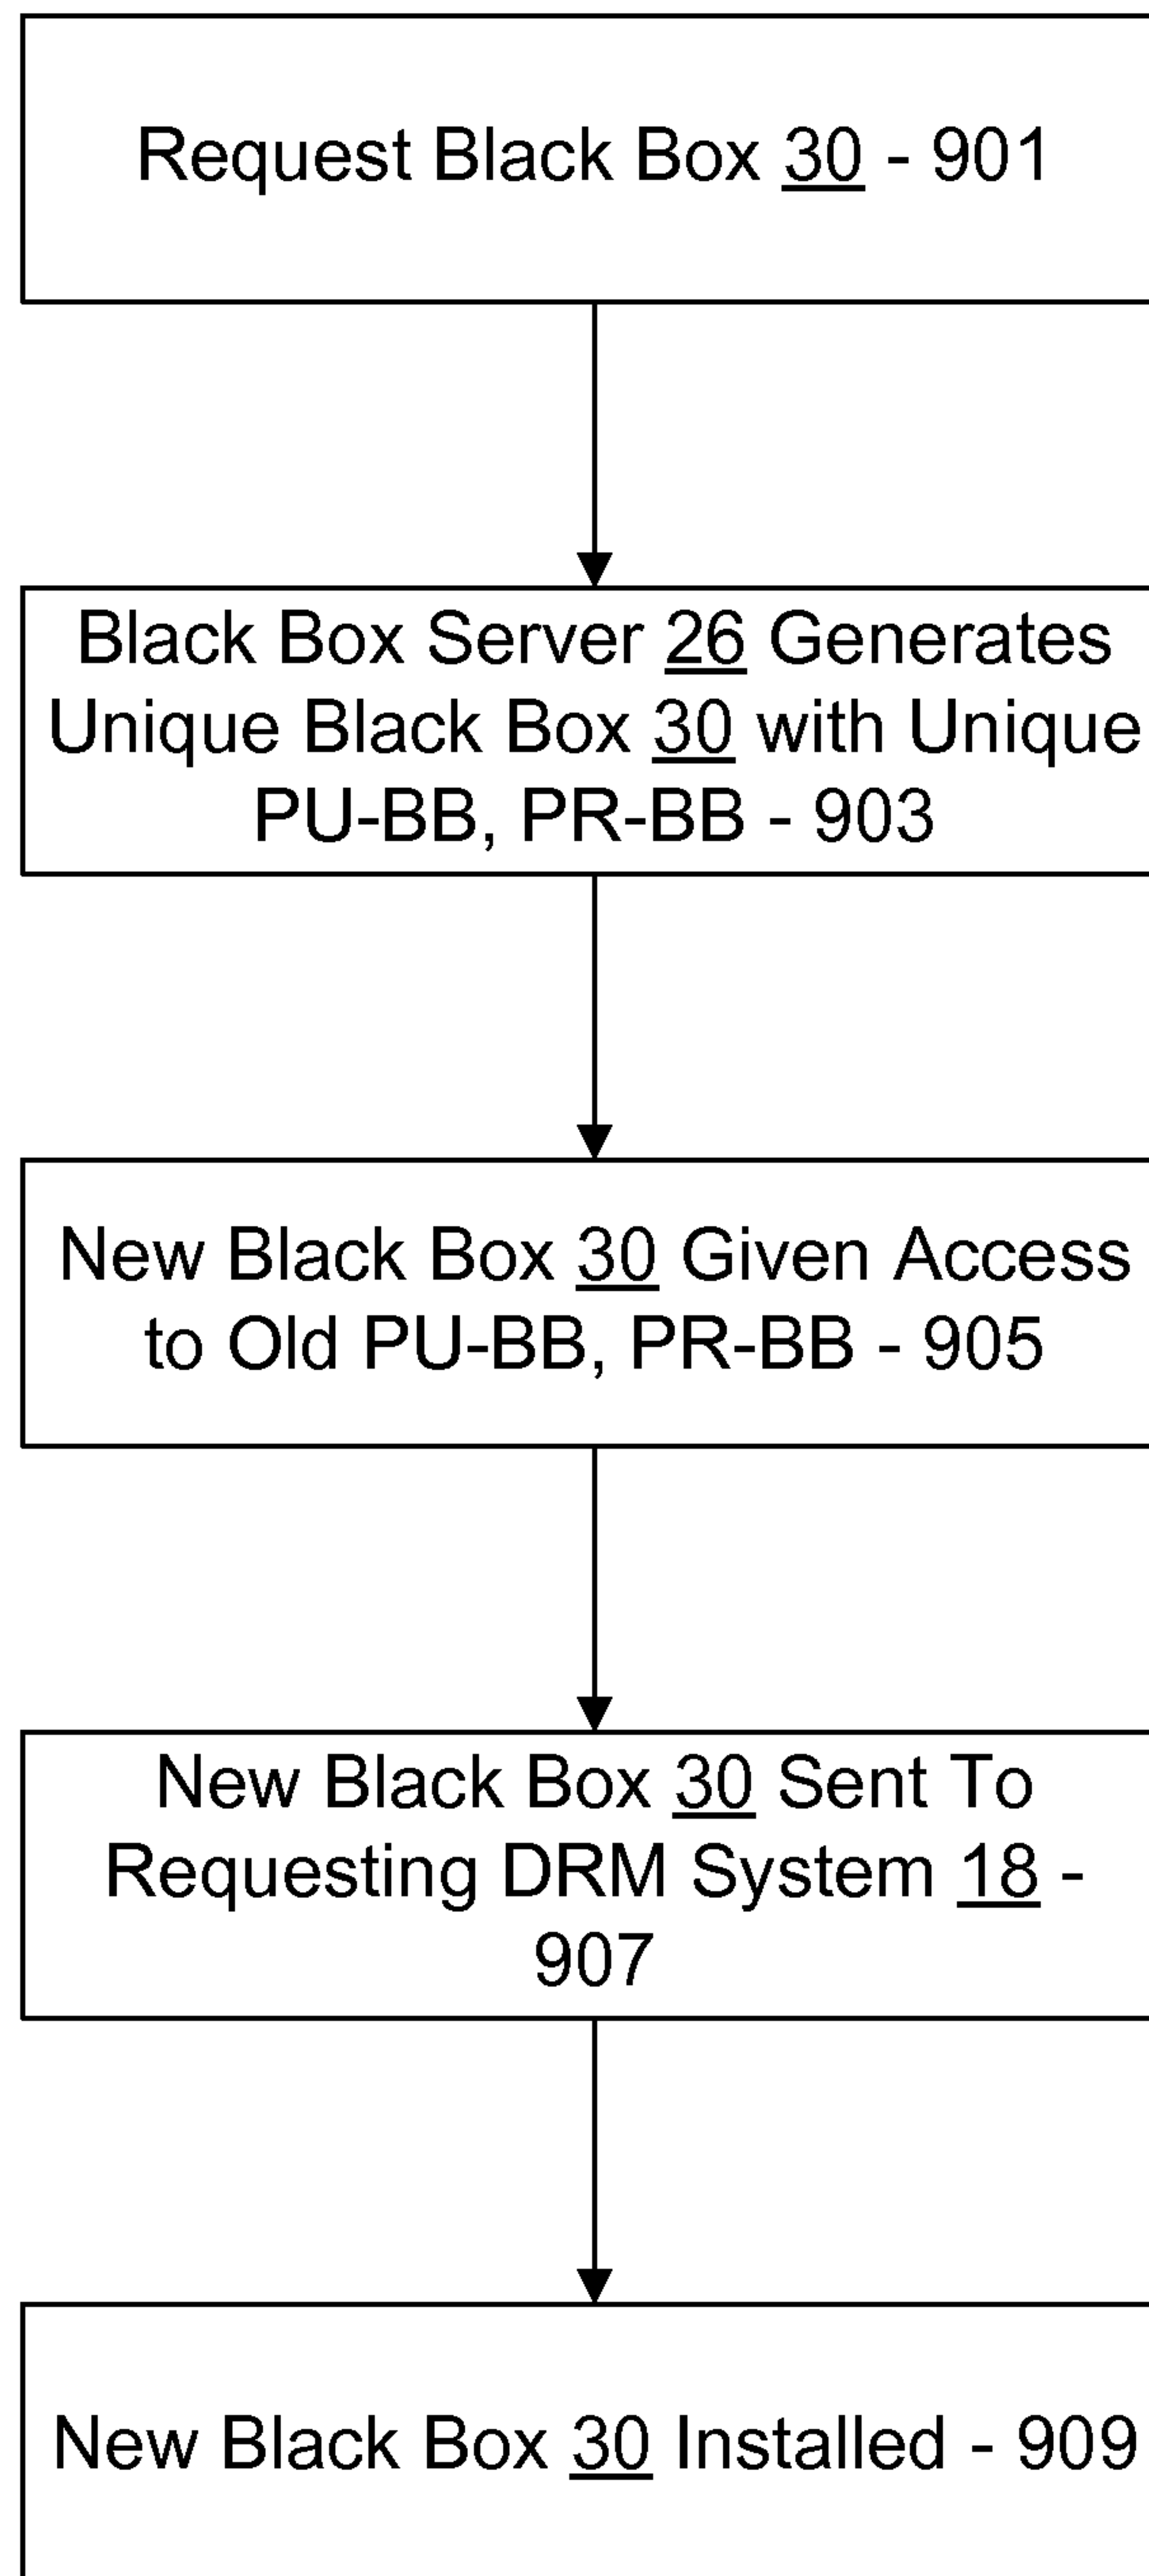 Request Black Box 30 - 901
Black Box Server 26 Generates
Unique Black Box 30 with Unique
PU-BB, PR-BB - 903
New Black Box 30 Given Access
to Old PU-BB, PR-BB - 905
New Black Box 30 Sent To
Requesting DRM System 18 -
907
New Black Box 30 Installed - 909